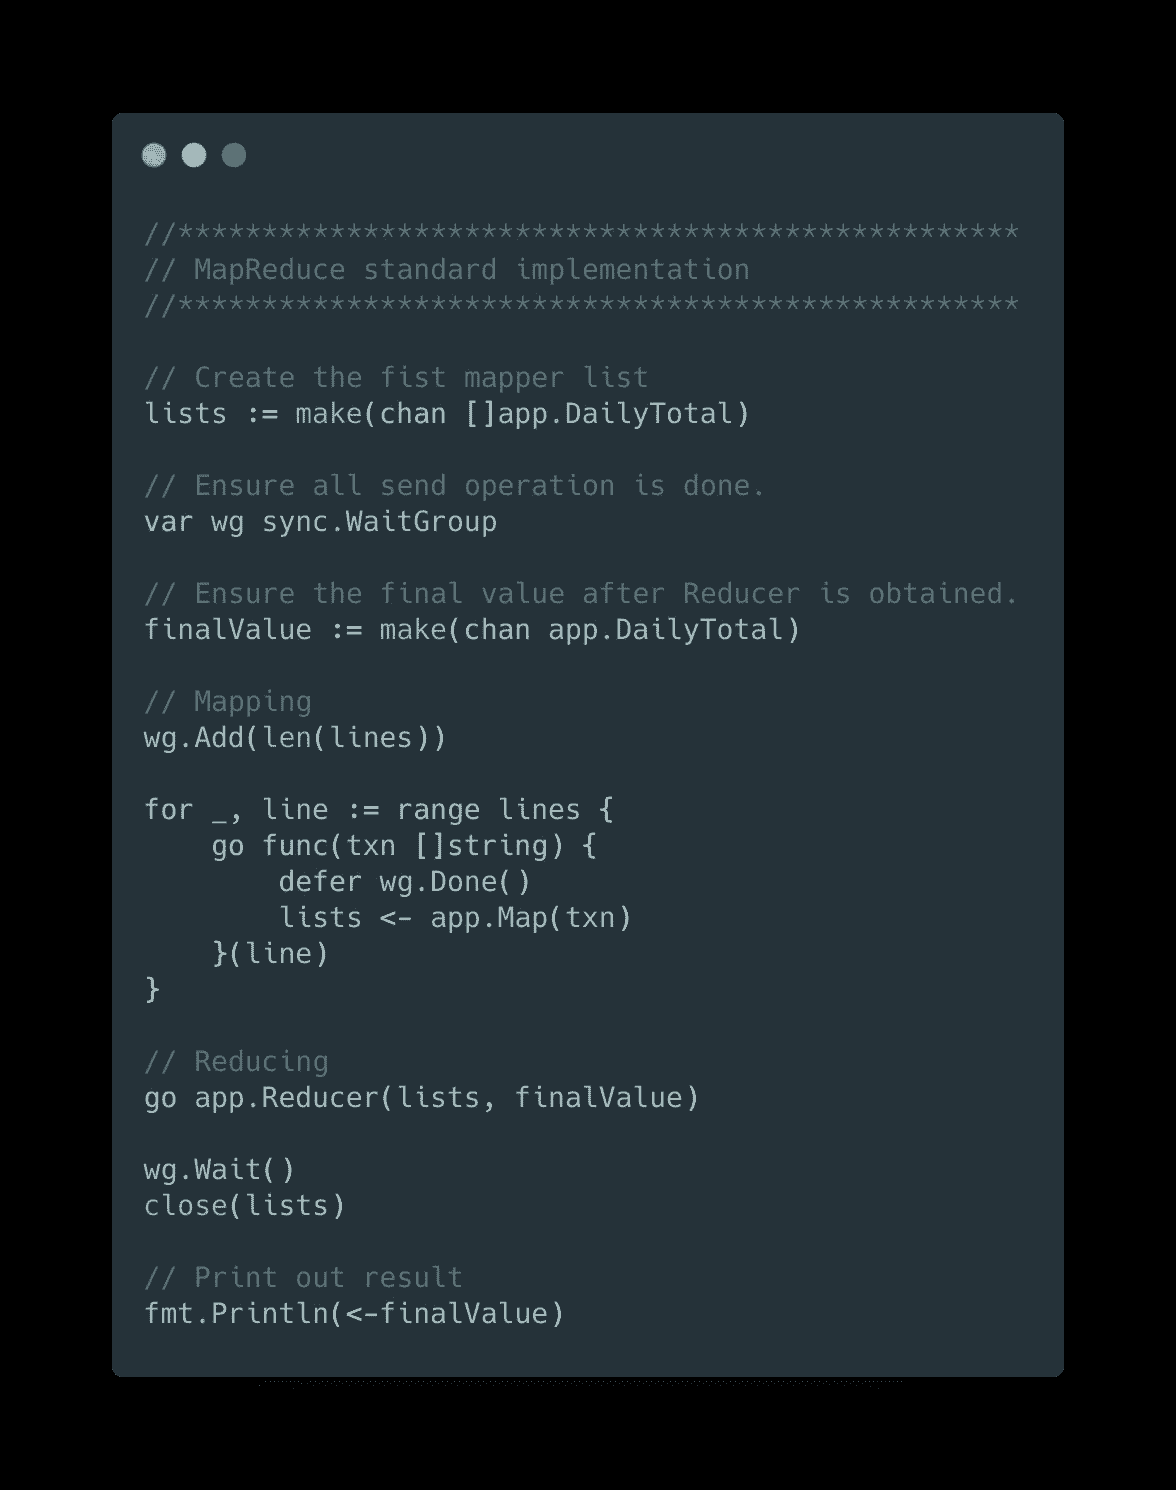 //**************************************************
// MapReduce standard implementation
//**************************************************
// Create the fist mapper list
lists := make(chan []app.DailyTotal)
// Ensure all send operation is done.
var wg sync.WaitGroup
// Ensure the final value after Reducer is obtained.
finalValue := make(chan app.DailyTotal)
// Mapping
wg.Add(len(lines))
for _, line := range lines {
    go func(txn []string) {
        defer wg.Done()
        lists <- app.Map(txn)
    }(line)
}
// Reducing
go app.Reducer(lists, finalValue)
wg.Wait()
close(lists)
// Print out result
fmt.Println(<-finalValue)